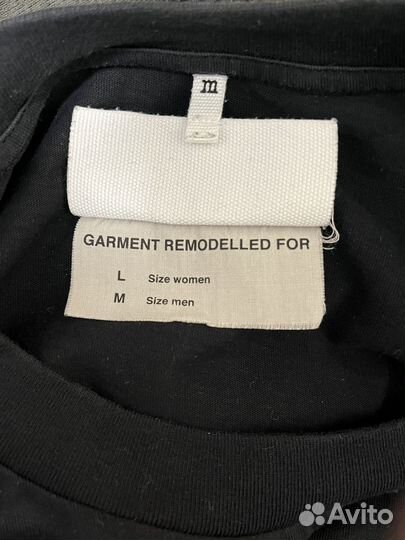 m
GARMENT REMODELLED FOR
L Size women
M Size men
Avito